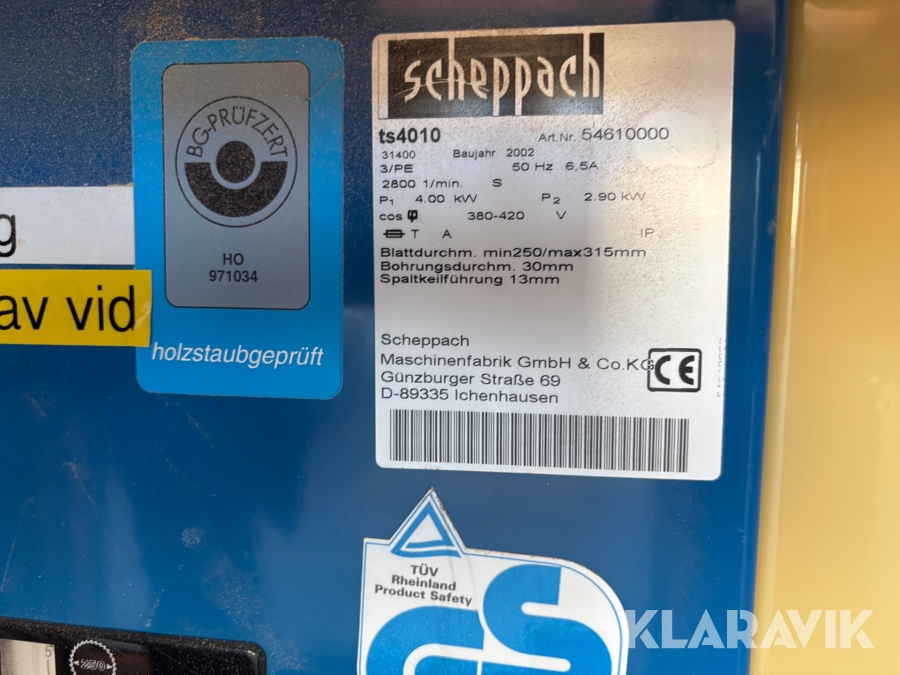 BG-PRÜFZERT
HO
971034
holzstaubgeprüft
g
av vid
scheppach
ts4010 Art.Nr. 54610000
31400 Baujahr 2002
3/PE 50 Hz 6,5A
2800 1/min. S
P1 4.00 kW P2 2.90 kW
cos φ 380-420 V
T A IP
Blattdurchm. min250/max315mm
Bohrungsdurchm. 30mm
Spaltkeilführung 13mm
Scheppach
Maschinenfabrik GmbH & Co.KG
Günzburger Straße 69
D-89335 Ichenhausen
CE
TÜV
Rheinland
Product Safety
GS
250
5
KLARAVIK